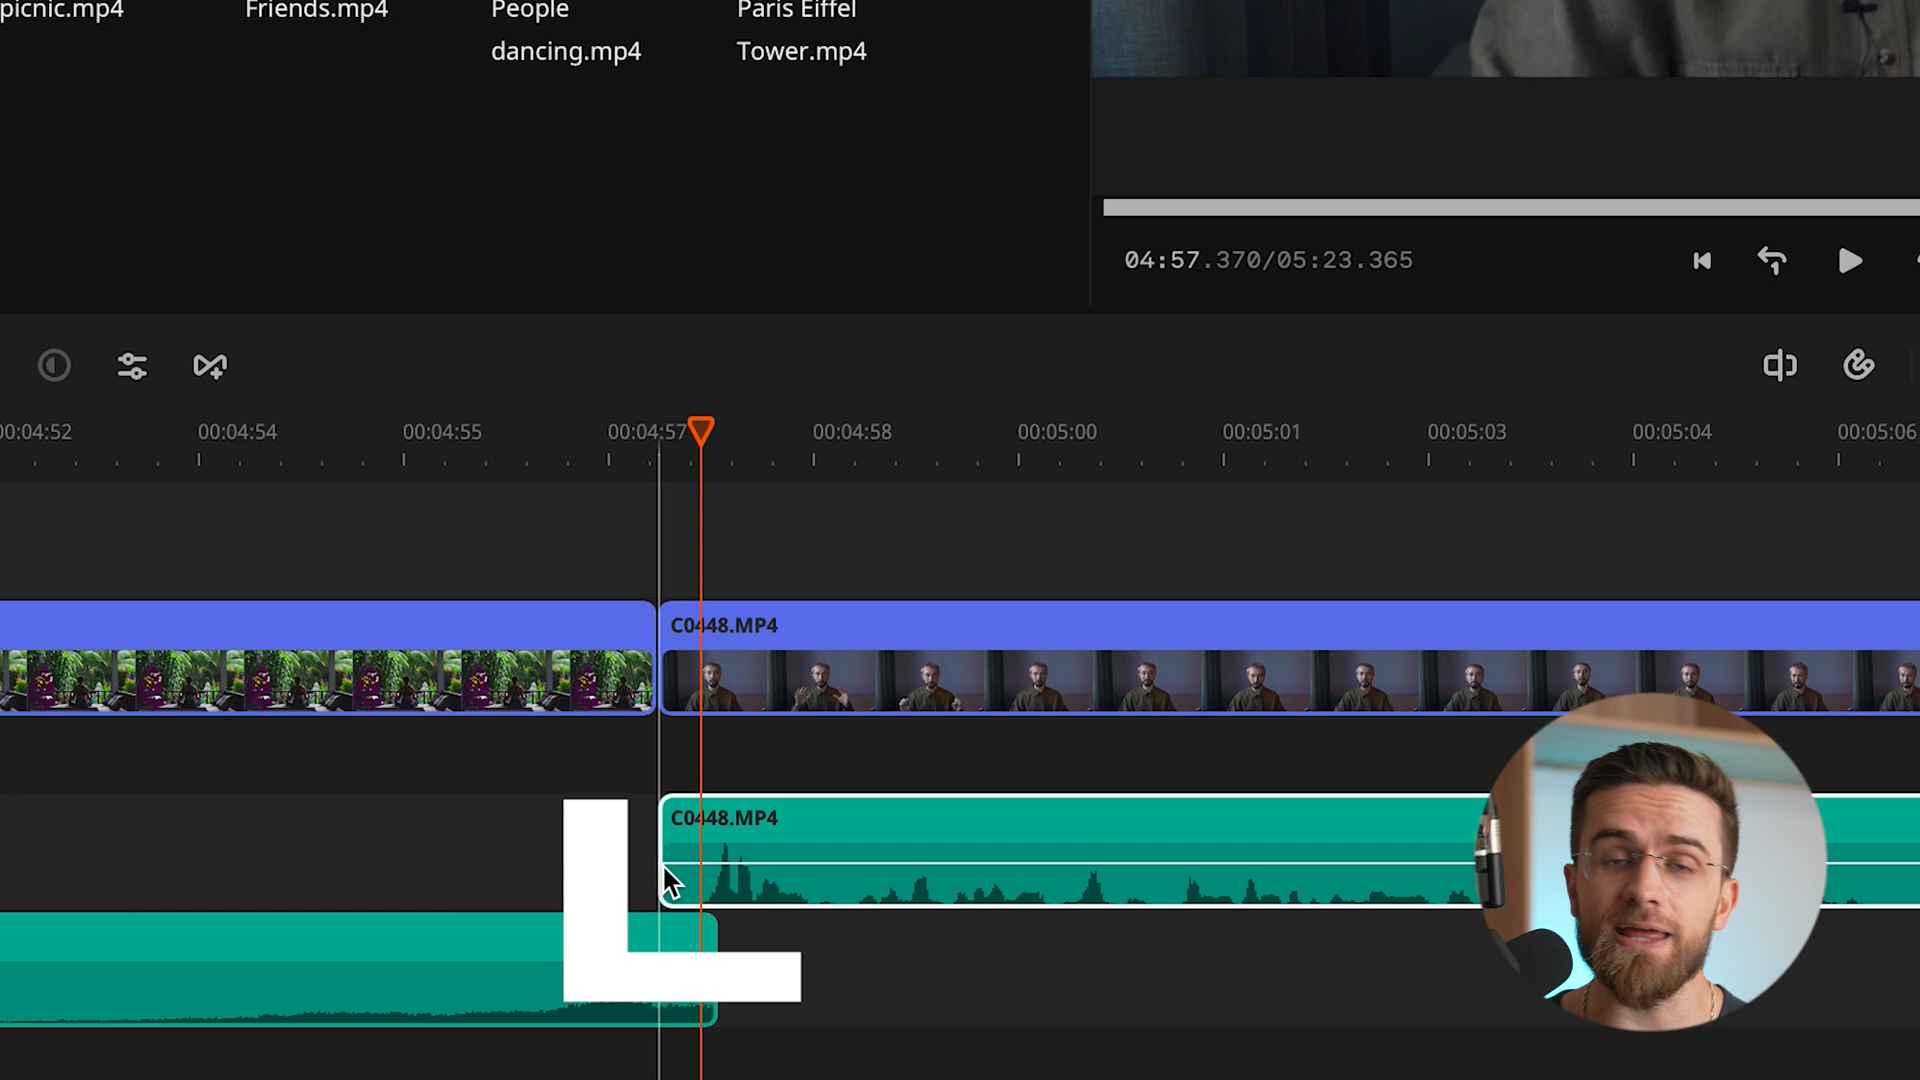 picnic.mp4
Friends.mp4
People
dancing.mp4
Paris Eiffel
Tower.mp4
04:57.370/05:23.365
00:04:52
00:04:54
00:04:55
00:04:57
00:04:58
00:05:00
00:05:01
00:05:03
00:05:04
00:05:06
C0448.MP4
C0448.MP4
L